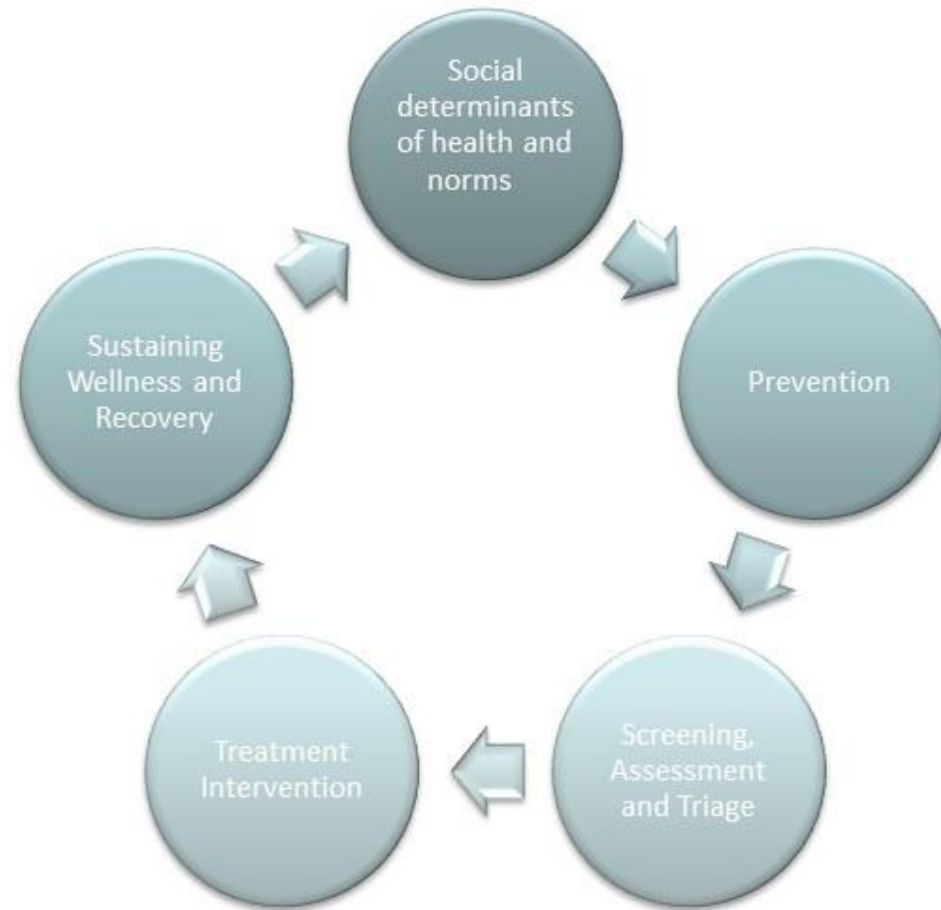 Social
determinants
of health and
norms
Prevention
Screening,
Assessment
and Triage
Treatment
Intervention
Sustaining
Wellness and
Recovery